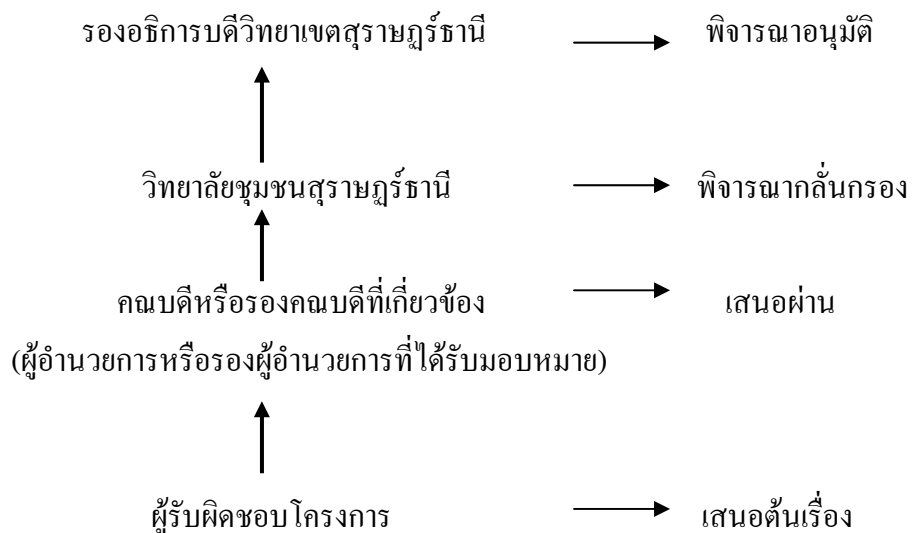 รองอธิการบดีวิทยาเขตสุราษฎร์ธานี พิจารณาอนุมัติ
วิทยาลัยชุมชนสุราษฎร์ธานี พิจารณากลั่นกรอง
คณบดีหรือรองคณบดีที่เกี่ยวข้อง เสนอผ่าน
(ผู้อำนวยการหรือรองผู้อำนวยการที่ได้รับมอบหมาย)
ผู้รับผิดชอบโครงการ เสนอต้นเรื่อง